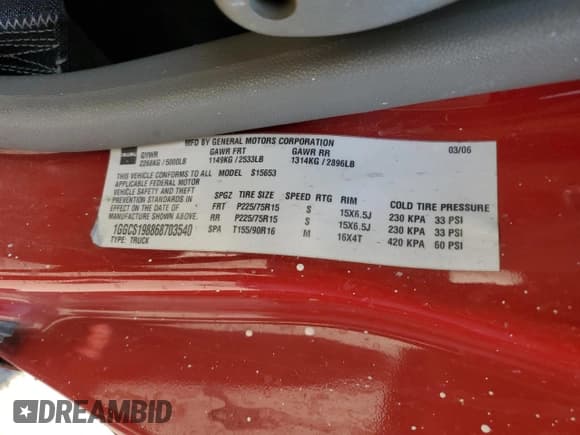 MFD BY GENERAL MOTORS CORPORATION
GVWR GAWR FRT GAWR RR 03/06
2268KG/5000LB 1149KG/2533LB 1314KG/2896LB
THIS VEHICLE CONFORMS TO ALL MODEL S15653
APPLICABLE FEDERAL MOTOR
VEHICLE SAFETY AND THEFT SPGZ TIRE SIZE SPEED RTG RIM COLD TIRE PRESSURE
PREVENTION STANDARDS FRT P225/75R15 S 15X6.5J 230 KPA 33 PSI
IN EFFECT ON THE DATE OF RR P225/75R15 S 15X6.5J 230 KPA 33 PSI
MANUFACTURE SHOWN ABOVE. SPA T155/90R16 M 16X4T 420 KPA 60 PSI
1GGCS198868703540
TYPE: TRUCK
DREAMBID